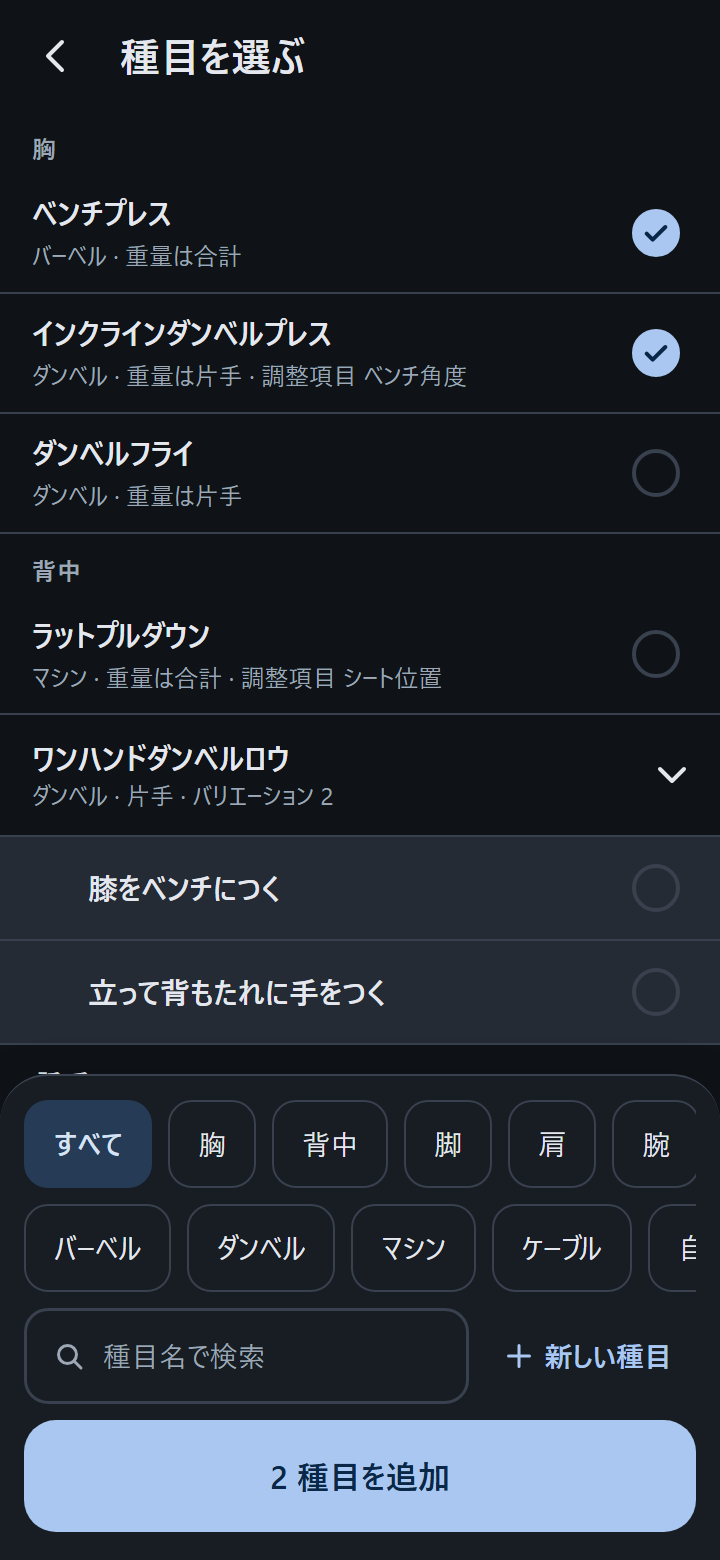 種目を選ぶ
胸
ベンチプレス
バーベル · 重量は合計
インクラインダンベルプレス
ダンベル · 重量は片手 · 調整項目 ベンチ角度
ダンベルフライ
ダンベル · 重量は片手
背中
ラットプルダウン
マシン · 重量は合計 · 調整項目 シート位置
ワンハンドダンベルロウ
ダンベル · 片手 · バリエーション 2
膝をベンチにつく
立って背もたれに手をつく
すべて 胸 背中 脚 肩 腕
バーベル ダンベル マシン ケーブル
種目名で検索 新しい種目
2 種目を追加